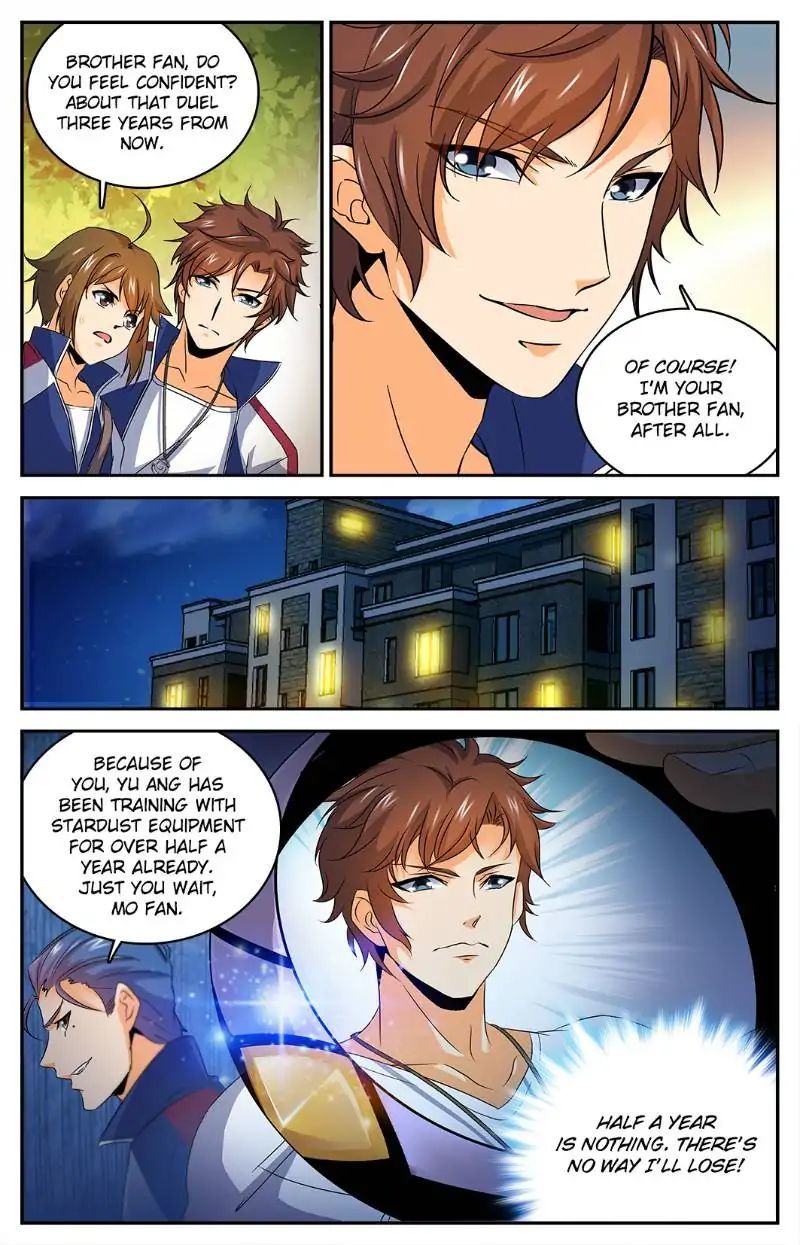 BROTHER FAN, DO
YOU FEEL CONFIDENT?
ABOUT THAT DUEL
THREE YEARS FROM
NOW.
OF COURSE!
I'M YOUR
BROTHER FAN,
AFTER ALL.
BECAUSE OF
YOU, YU ANG HAS
BEEN TRAINING WITH
STARDUST EQUIPMENT
FOR OVER HALF A
YEAR ALREADY.
JUST YOU WAIT,
MO FAN.
HALF A YEAR
IS NOTHING. THERE'S
NO WAY I'LL LOSE!